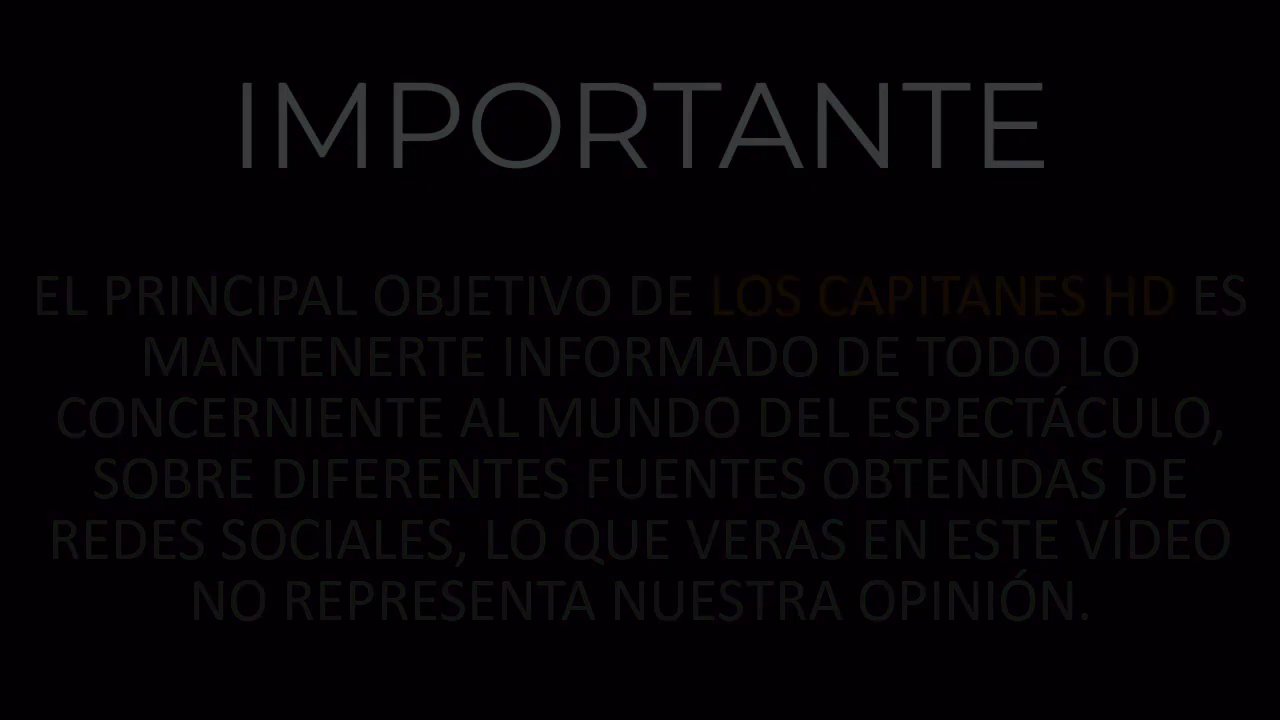 IMPORTANTE
EL PRINCIPAL OBJETIVO DE LOS CAPITANES HD ES
MANTENERTE INFORMADO DE TODO LO
CONCERNIENTE AL MUNDO DEL ESPECTÁCULO,
SOBRE DIFERENTES FUENTES OBTENIDAS DE
REDES SOCIALES, LO QUE VERAS EN ESTE VÍDEO
NO REPRESENTA NUESTRA OPINIÓN.